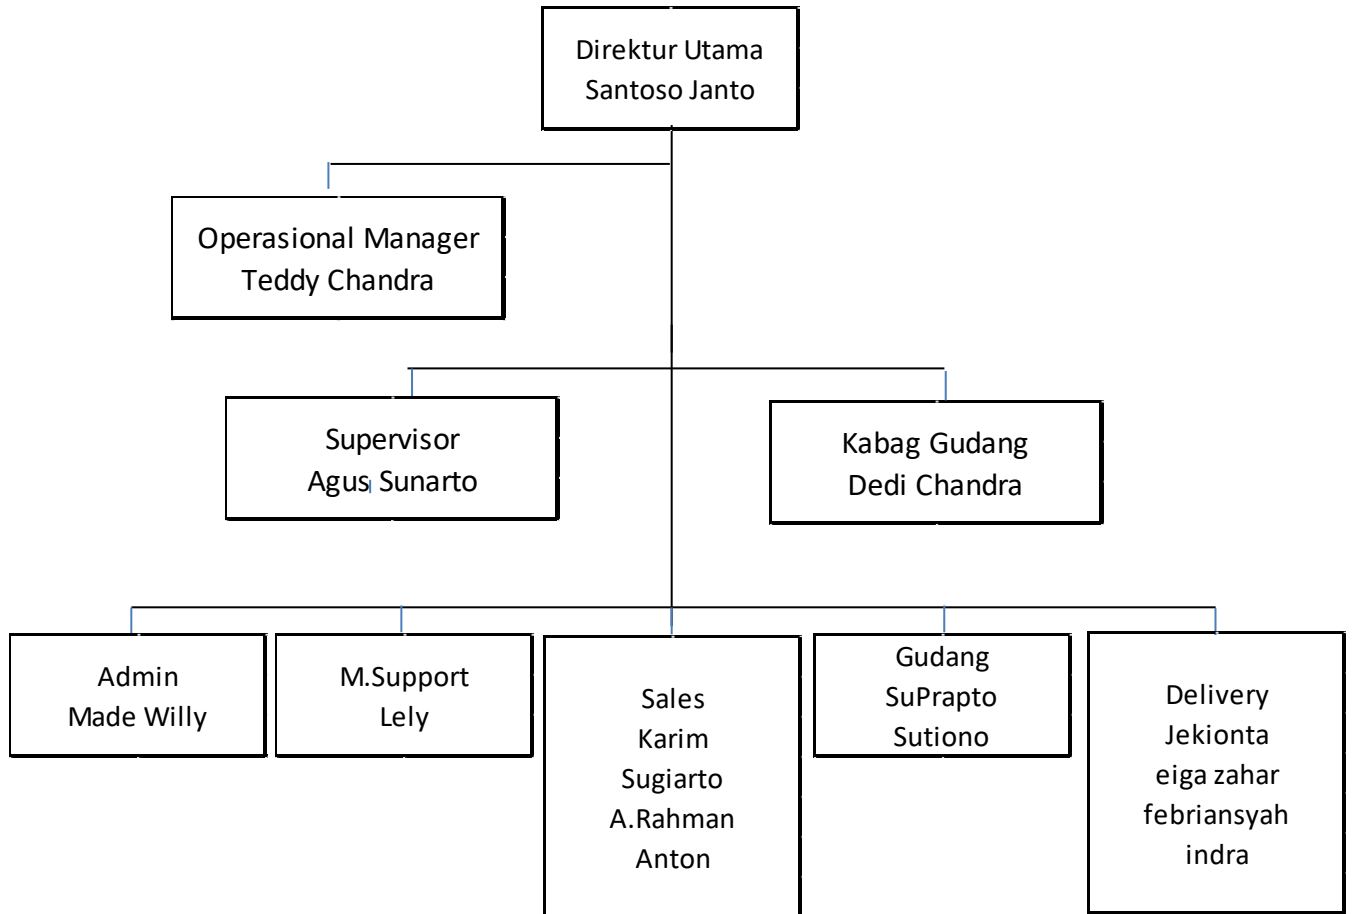 Direktur Utama
Santoso Janto
Operasional Manager
Teddy Chandra
Supervisor
Agus Sunarto
Kabag Gudang
Dedi Chandra
Admin
Made Willy
M.Support
Lely
Sales
Karim
Sugiarto
A.Rahman
Anton
Gudang
SuPrapto
Sutiono
Delivery
Jekionta
eiga zahar
febriansyah
indra